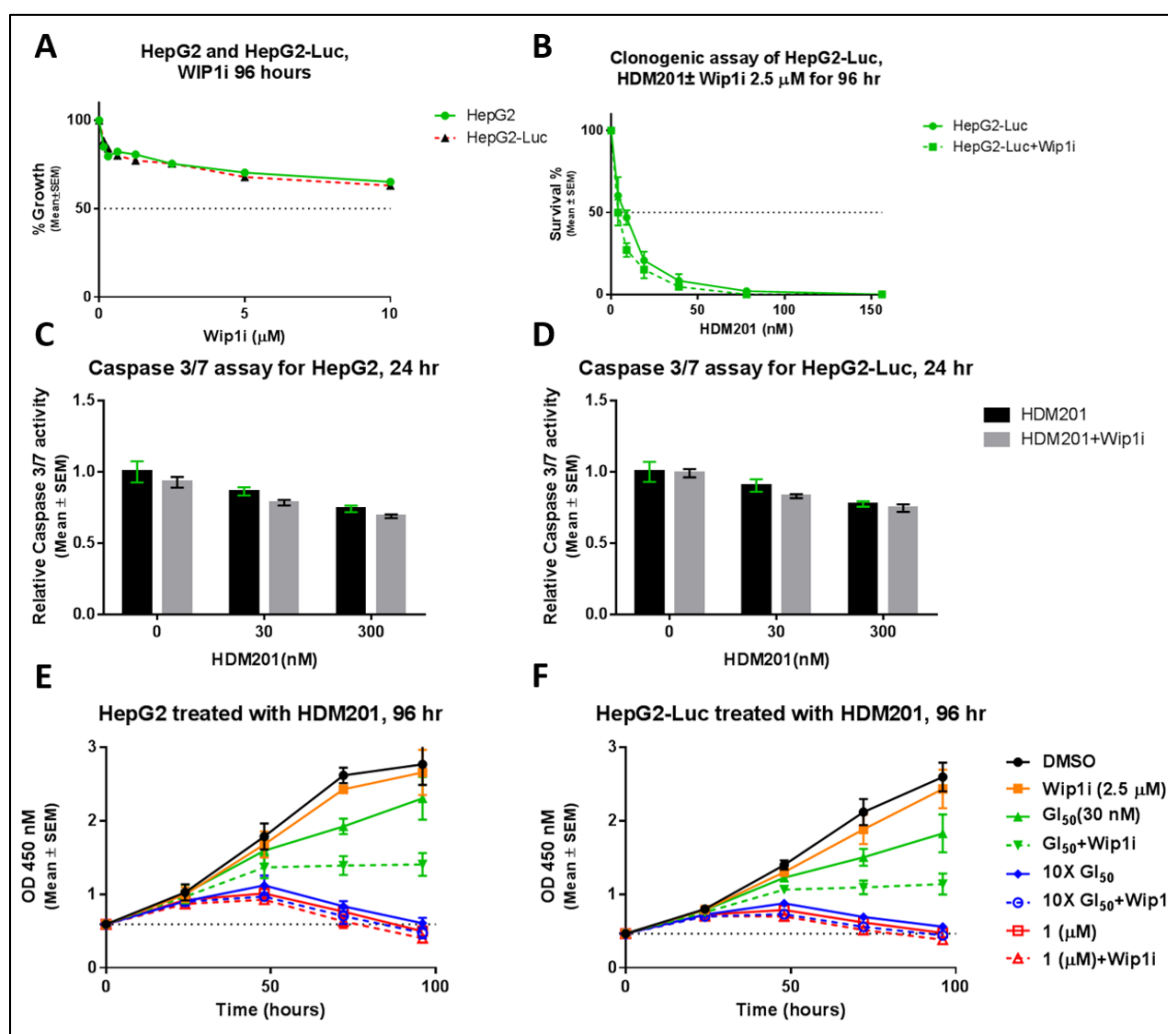 A
HepG2 and HepG2-Luc,
WIP1i 96 hours
100
50
100
% Growth
(Mean±SEM)
0
5
10
Wip1i (μM)
HepG2
HepG2-Luc
B
Clonogenic assay of HepG2-Luc,
HDM201± Wip1i 2.5 μM for 96 hr
100
50
0
Survival %
(Mean ± SEM)
0
50
100
150
HDM201 (nM)
HepG2-Luc
HepG2-Luc+Wip1i
C
Caspase 3/7 assay for HepG2, 24 hr
1.5
1.0
0.5
0.0
Relative Caspase 3/7 activity
(Mean ± SEM)
0
30
300
HDM201(nM)
D
Caspase 3/7 assay for HepG2-Luc, 24 hr
1.5
1.0
0.5
0.0
Relative Caspase 3/7 activity
(Mean ± SEM)
0
30
300
HDM201(nM)
HDM201
HDM201+Wip1i
E
HepG2 treated with HDM201, 96 hr
3
2
1
0
OD 450 nM
(Mean ± SEM)
0
50
100
Time (hours)
F
HepG2-Luc treated with HDM201, 96 hr
3
2
1
0
OD 450 nM
(Mean ± SEM)
0
50
100
Time (hours)
DMSO
Wip1i (2.5 μM)
GI50(30 nM)
GI50+Wip1i
10X GI50
10X GI50+Wip1
1 (μM)
1 (μM)+Wip1i